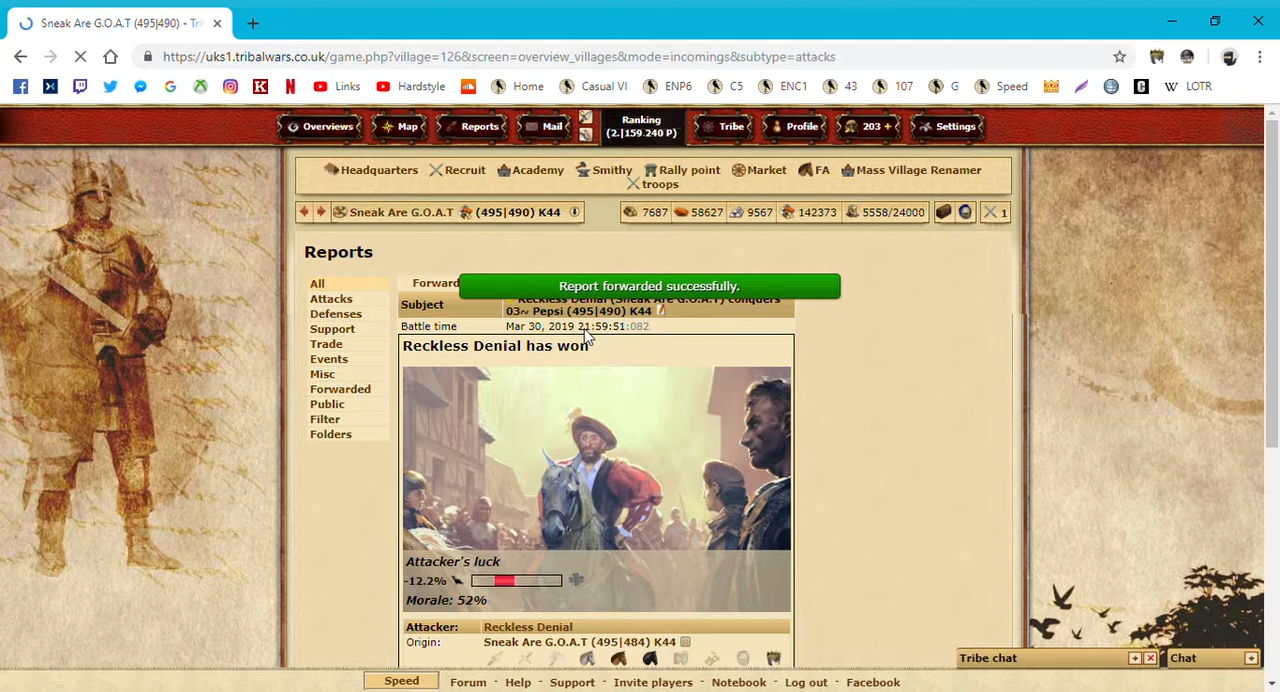 Sneak Are G.O.A.T (495|490) - Tri
https://uks1.tribalwars.co.uk/game.php?village=126&screen=overview_villages&mode=incomings&subtype=attacks
Links Hardstyle Home Casual VI ENP6 C5 ENC1 43 107 G Speed W LOTR
Overviews Map Reports Mail Ranking Tribe Profile 203 + Settings
(2.|159.240 P)
Headquarters Recruit Academy Smithy Rally point Market FA Mass Village Renamer
troops
Sneak Are G.O.A.T (495|490) K44 7687 58627 9567 142373 5558/24000 1
Reports
Report forwarded successfully.
All
Attacks
Defenses
Support
Trade
Events
Misc
Forwarded
Public
Filter
Folders
Forward
Subject Reckless Denial (Sneak Are G.O.A.T) conquers
03~ Pepsi (495|490) K44
Battle time Mar 30, 2019 21:59:51:082
Reckless Denial has won
Attacker's luck
-12.2%
Morale: 52%
Attacker: Reckless Denial
Origin: Sneak Are G.O.A.T (495|484) K44
Tribe chat + × Chat +
Speed Forum - Help - Support - Invite players - Notebook - Log out - Facebook